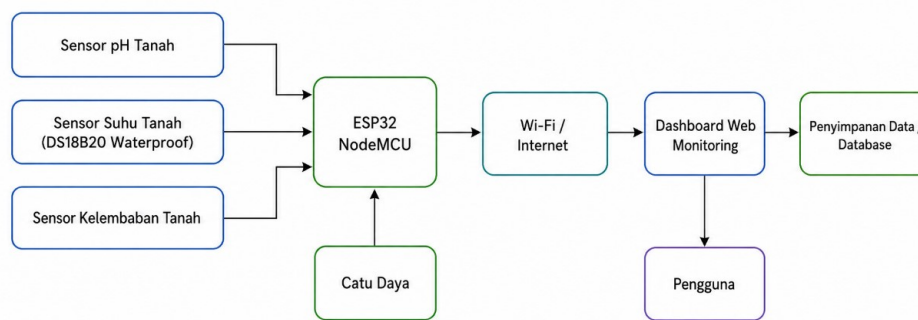 Sensor pH Tanah
Sensor Suhu Tanah
(DS18B20 Waterproof)
Sensor Kelembaban Tanah
ESP32
NodeMCU
Catu Daya
Wi-Fi /
Internet
Dashboard Web
Monitoring
Pengguna
Penyimpanan Data /
Database